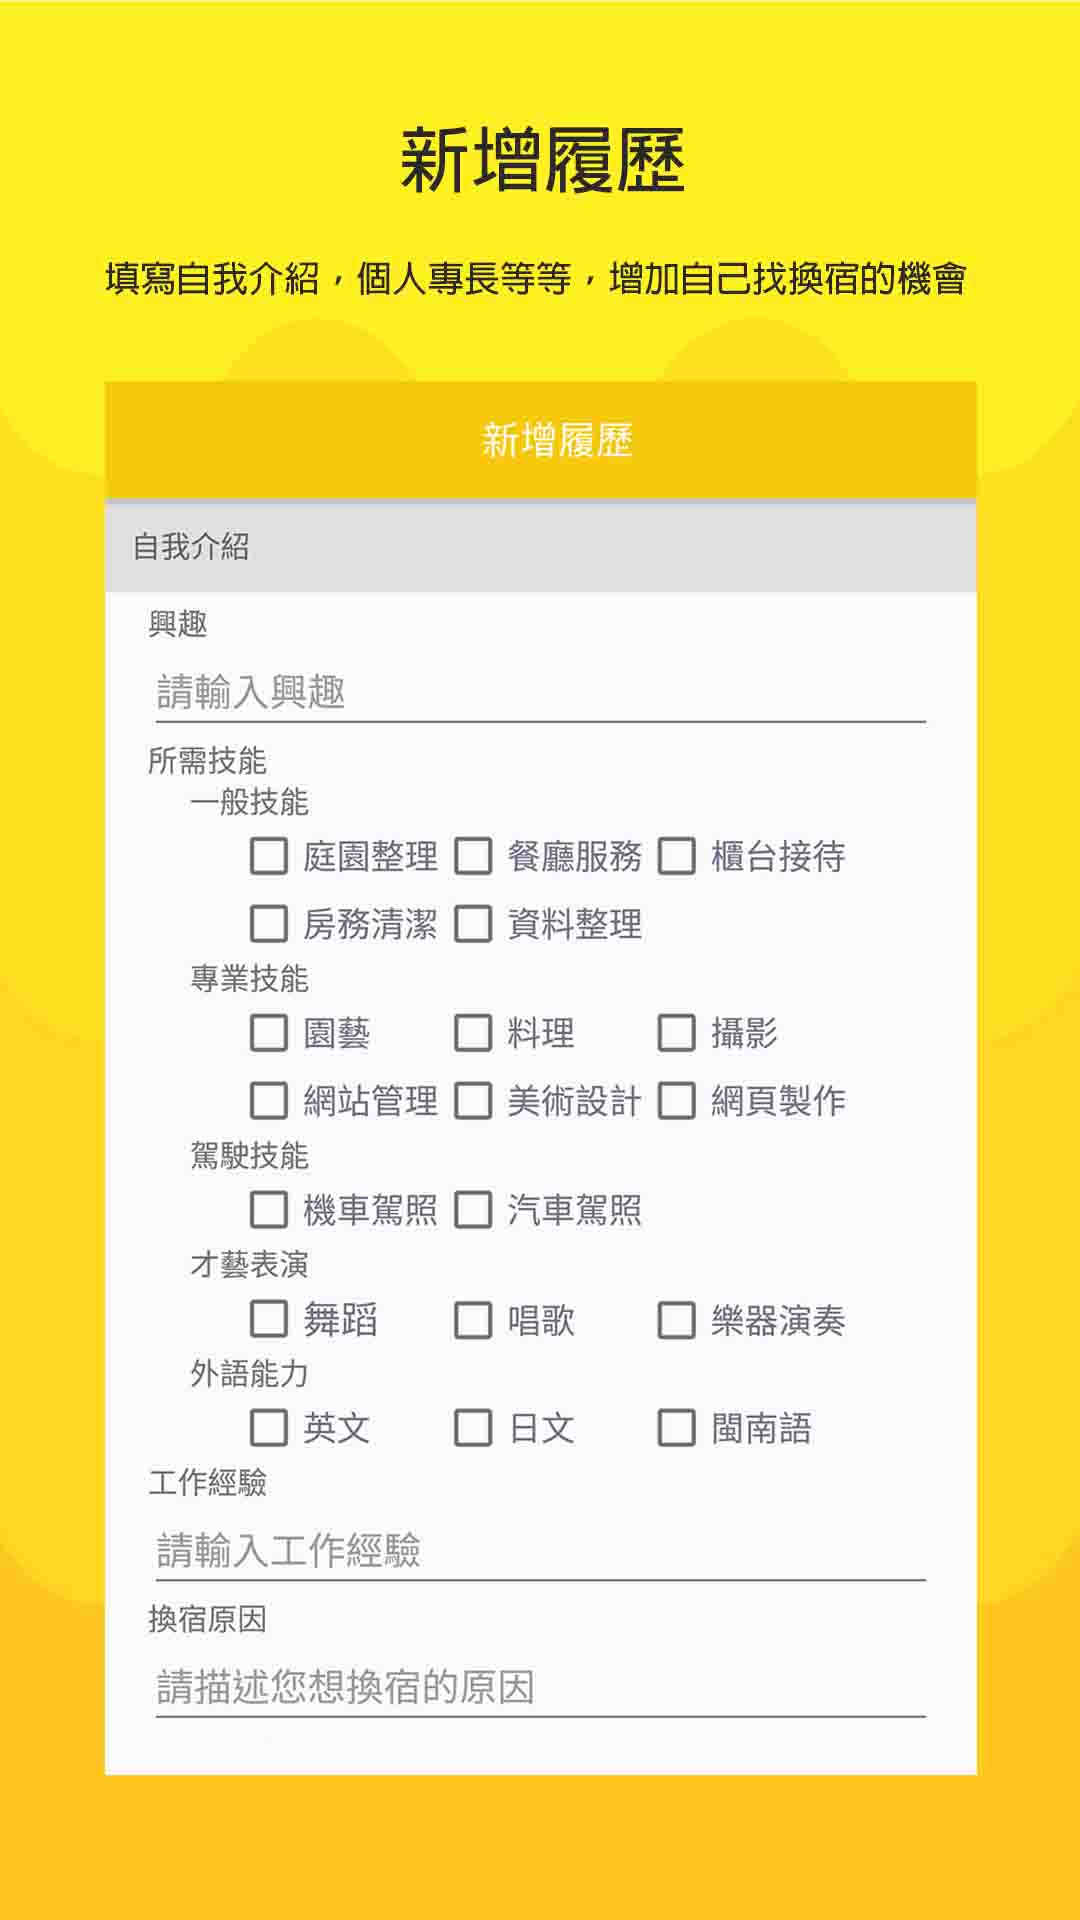 新增履歷
填寫自我介紹，個人專長等等，增加自己找換宿的機會
新增履歷
自我介紹
興趣
請輸入興趣
所需技能
一般技能
庭園整理 餐廳服務 櫃台接待
房務清潔 資料整理
專業技能
園藝 料理 攝影
網站管理 美術設計 網頁製作
駕駛技能
機車駕照 汽車駕照
才藝表演
舞蹈 唱歌 樂器演奏
外語能力
英文 日文 閩南語
工作經驗
請輸入工作經驗
換宿原因
請描述您想換宿的原因